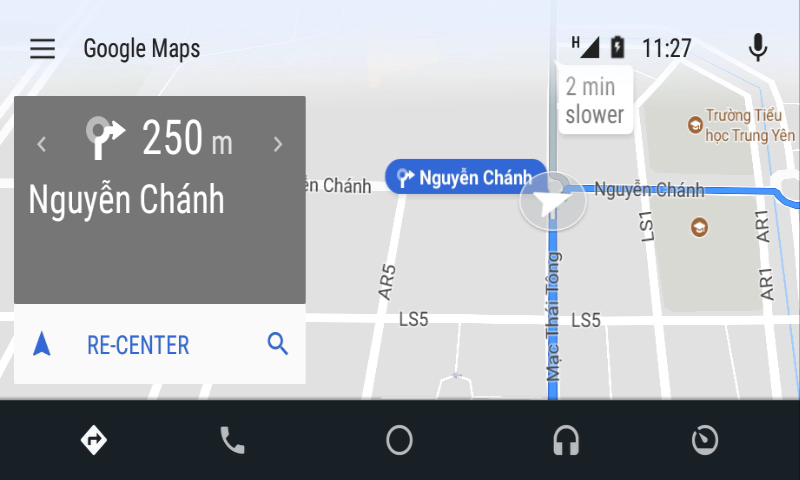 Google Maps
H
11:27
2 min
slower
250 m
Nguyễn Chánh
RE-CENTER
ễn Chánh
Nguyễn Chánh
Nguyễn Chánh
Trường Tiểu
học Trung Yên
LS1
AR1
AR1
AR5
LS5
LS5
Mạc Thái Tông